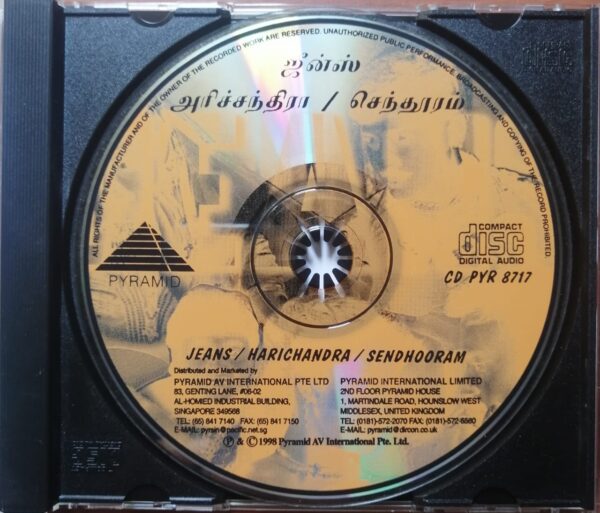 ALL RIGHTS OF THE MANUFACTURER AND OF THE OWNER OF THE RECORDED WORK ARE RESERVED. UNAUTHORIZED PUBLIC PERFORMANCE, BROADCASTING AND COPYING OF THIS RECORD PROHIBITED.
ஜீன்ஸ்
அரிச்சந்திரா / செந்தூரம்
PYRAMID
COMPACT
disc
DIGITAL AUDIO
CD PYR 8717
JEANS / HARICHANDRA / SENDHOORAM
Distributed and Marketed by
PYRAMID AV INTERNATIONAL PTE LTD
83, GENTING LANE, #06-02
AL-HOMIED INDUSTRIAL BUILDING,
SINGAPORE 349568
TEL: (65) 841 7140 FAX: (65) 841 7150
E-MAIL: pyrsin@pacific.net.sg
PYRAMID INTERNATIONAL LIMITED
2ND FLOOR PYRAMID HOUSE
1, MARTINDALE ROAD, HOUNSLOW WEST
MIDDLESEX, UNITED KINGDOM
TEL: (0181)-572-2070 FAX: (0181)-572-5560
E-MAIL: pyramid@dircon.co.uk
℗ & © 1998 Pyramid AV International Pte. Ltd.